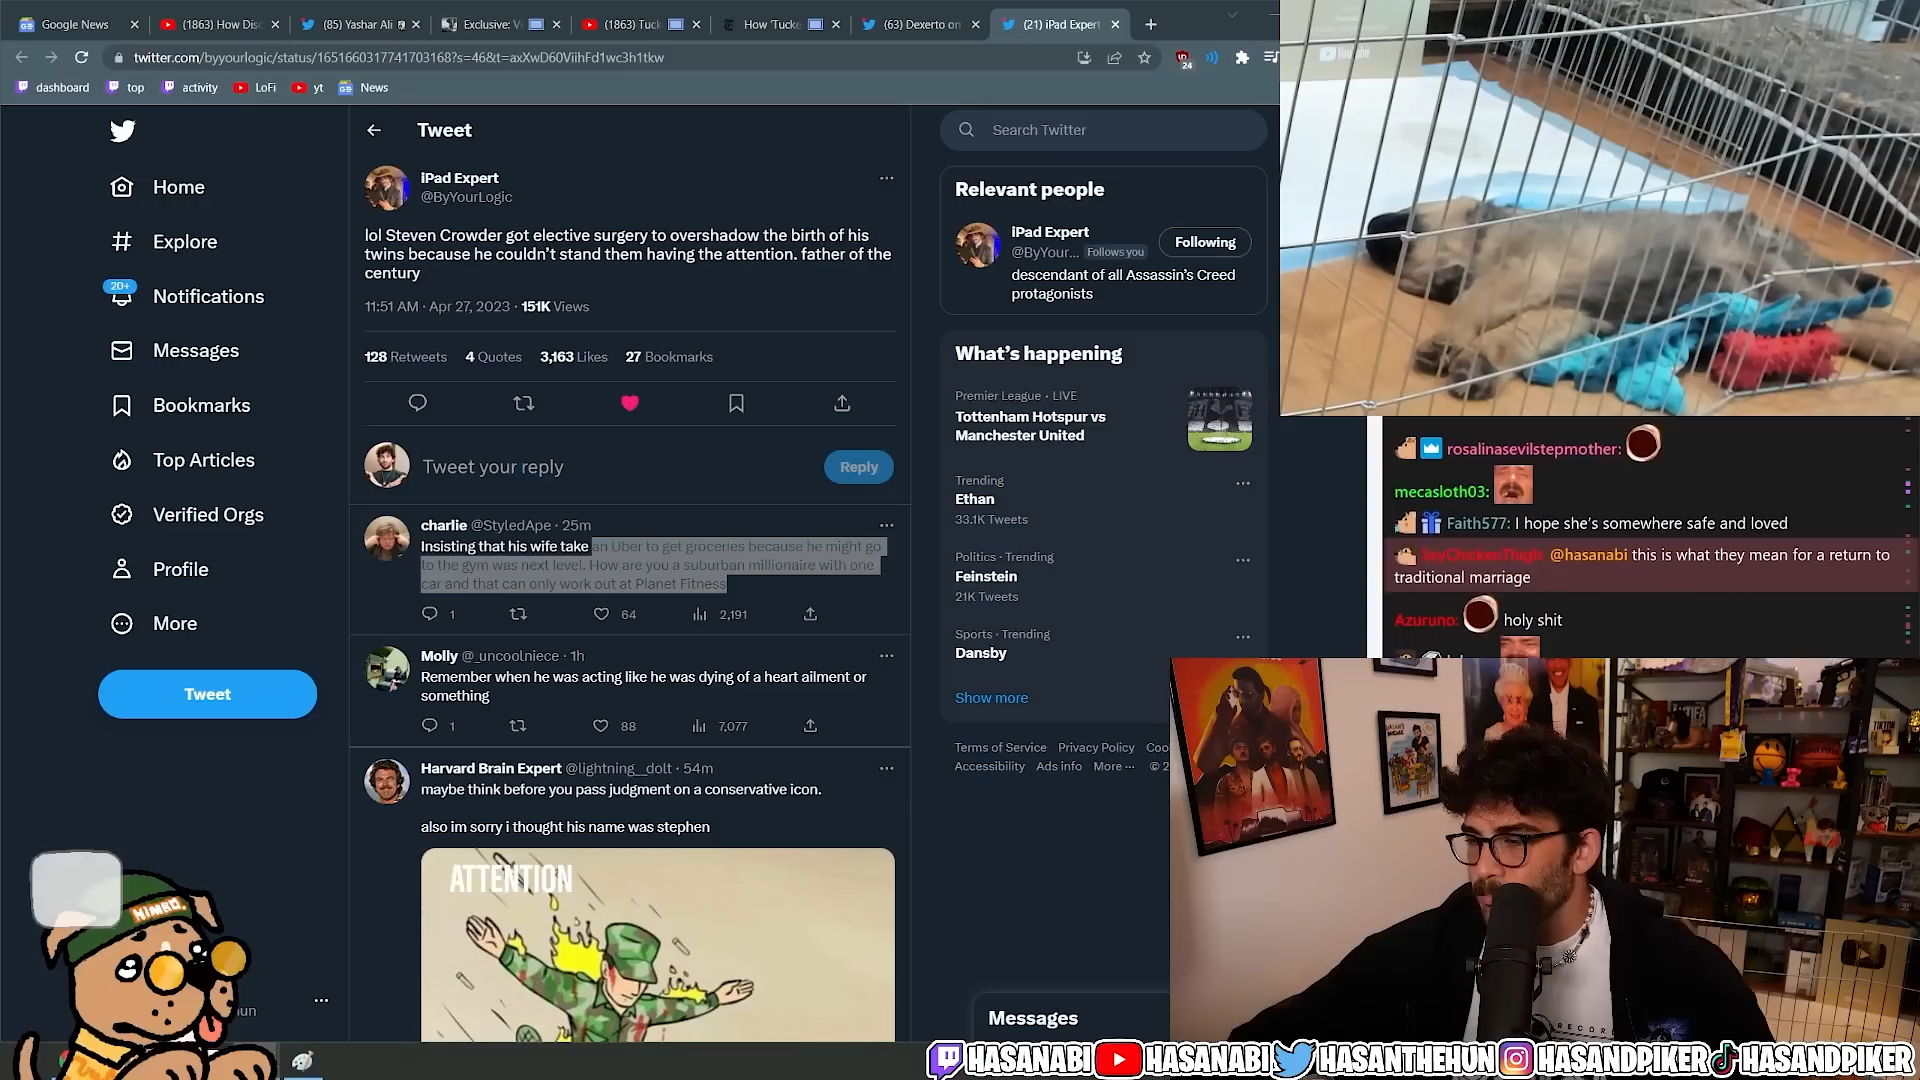 Google News
(1863) How Disc
(85) Yashar Ali
Exclusive: Vi
(1863) Tuck
How 'Tucke
(63) Dexerto on
(21) iPad Expert
twitter.com/byyourlogic/status/1651660317741703168?s=46&t=axXwD60ViihFd1wc3h1tkw
24
dashboard
top
activity
LoFi
yt
News
Home
Explore
20+
Notifications
Messages
Bookmarks
Top Articles
Verified Orgs
Profile
More
Tweet
Tweet
iPad Expert
@ByYourLogic
lol Steven Crowder got elective surgery to overshadow the birth of his
twins because he couldn't stand them having the attention. father of the
century
11:51 AM · Apr 27, 2023 · 151K Views
128 Retweets 4 Quotes 3,163 Likes 27 Bookmarks
Tweet your reply
Reply
charlie @StyledApe · 25m
Insisting that his wife take an Uber to get groceries because he might go
to the gym was next level. How are you a suburban millionaire with one
car and that can only work out at Planet Fitness
1 64 2,191
Molly @_uncoolniece · 1h
Remember when he was acting like he was dying of a heart ailment or
something
1 88 7,077
Harvard Brain Expert @lightning__dolt · 54m
maybe think before you pass judgment on a conservative icon.
also im sorry i thought his name was stephen
ATTENTION
Search Twitter
Relevant people
iPad Expert
@ByYour... Follows you
Following
descendant of all Assassin's Creed
protagonists
What's happening
Premier League · LIVE
Tottenham Hotspur vs
Manchester United
Trending
Ethan
33.1K Tweets
Politics · Trending
Feinstein
21K Tweets
Sports · Trending
Dansby
Show more
Terms of Service Privacy Policy Coo
Accessibility Ads info More ··· © 2
Messages
YouTube
rosalinasevilstepmother:
mecasloth03:
Faith577: I hope she's somewhere safe and loved
SxyChickenThigh: @hasanabi this is what they mean for a return to
traditional marriage
Azuruno: holy shit
TIKTOK
RECOR
HIMBO.
HASANABI HASANABI HASANTHEHUN HASANDPIKER HASANDPIKER